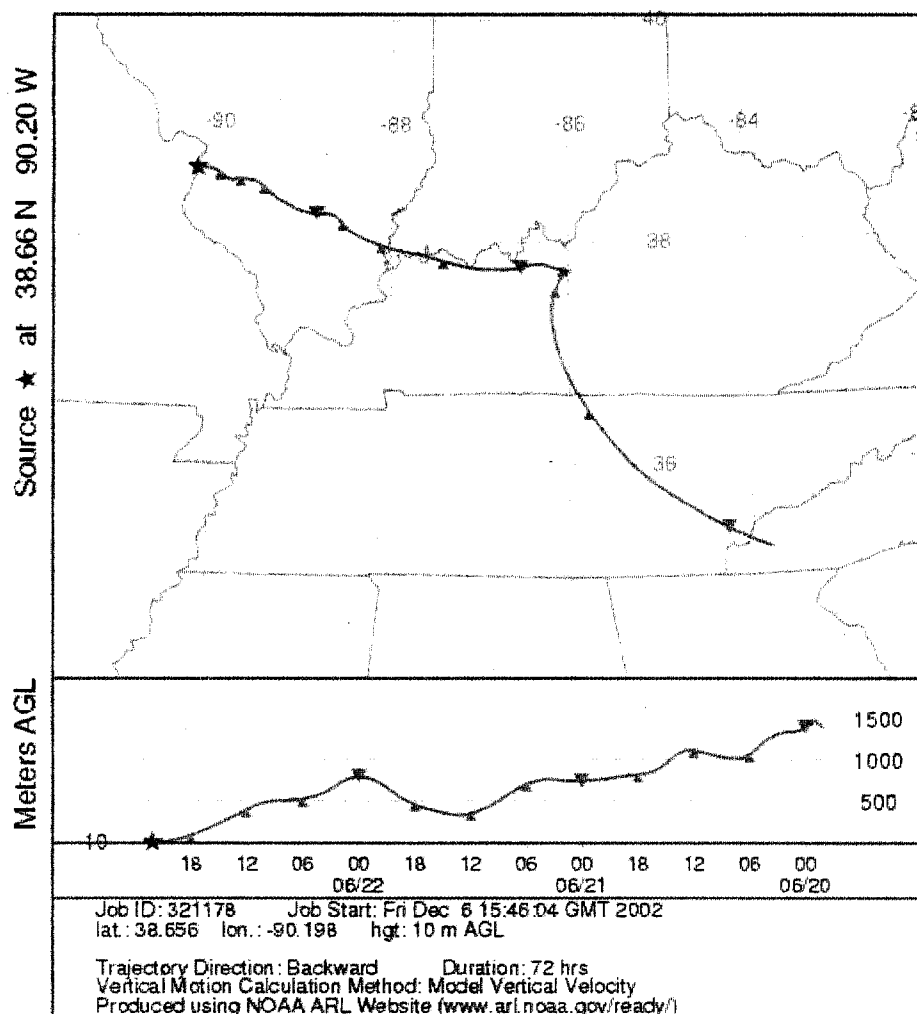 Source ★ at 38.66 N 90.20 W
40
-90
-88
-86
-84
38
36
Meters AGL
1500
1000
500
10
18 12 06 00 18 12 06 00 18 12 06 00
06/22 06/21 06/20
Job ID: 321178 Job Start: Fri Dec 6 15:46:04 GMT 2002
lat.: 38.656 lon.: -90.198 hgt: 10 m AGL
Trajectory Direction: Backward Duration: 72 hrs
Vertical Motion Calculation Method: Model Vertical Velocity
Produced using NOAA ARL Website (www.arl.noaa.gov/ready/)